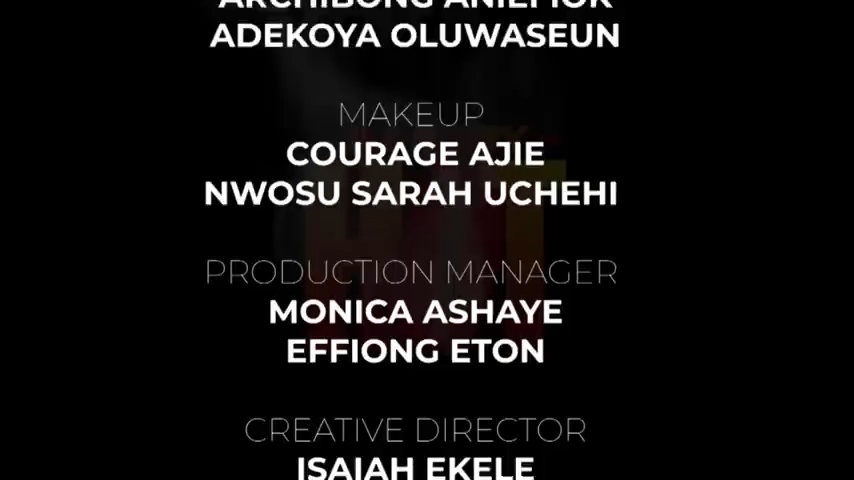 ADEKOYA OLUWASEUN
MAKEUP
COURAGE AJIE
NWOSU SARAH UCHEHI
PRODUCTION MANAGER
MONICA ASHAYE
EFFIONG ETON
CREATIVE DIRECTOR
ISAIAH EKELE